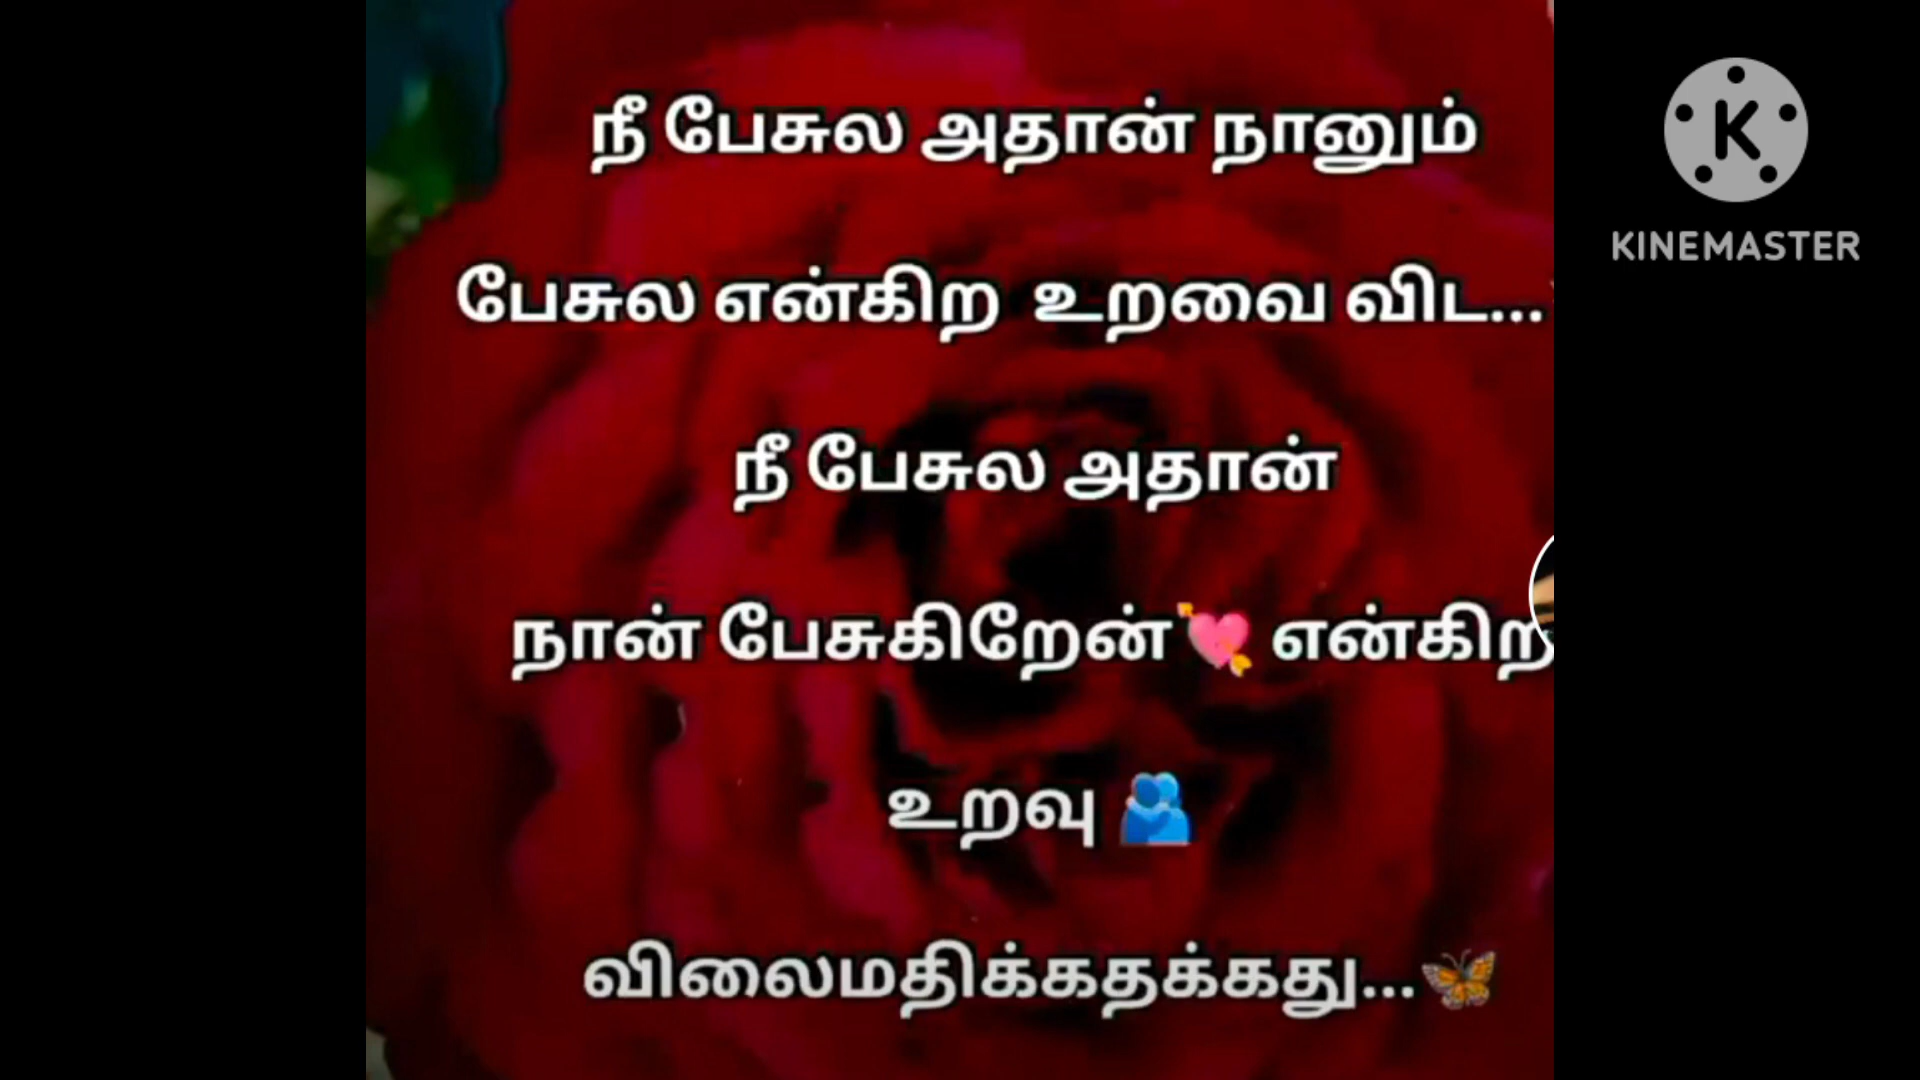 நீ பேசுல அதான் நானும்
பேசுல என்கிற உறவை விட...
நீ பேசுல அதான்
நான் பேசுகிறேன்💘 என்கிற
உறவு 🫂
விலைமதிக்கதக்கது...🦋
K
KINEMASTER